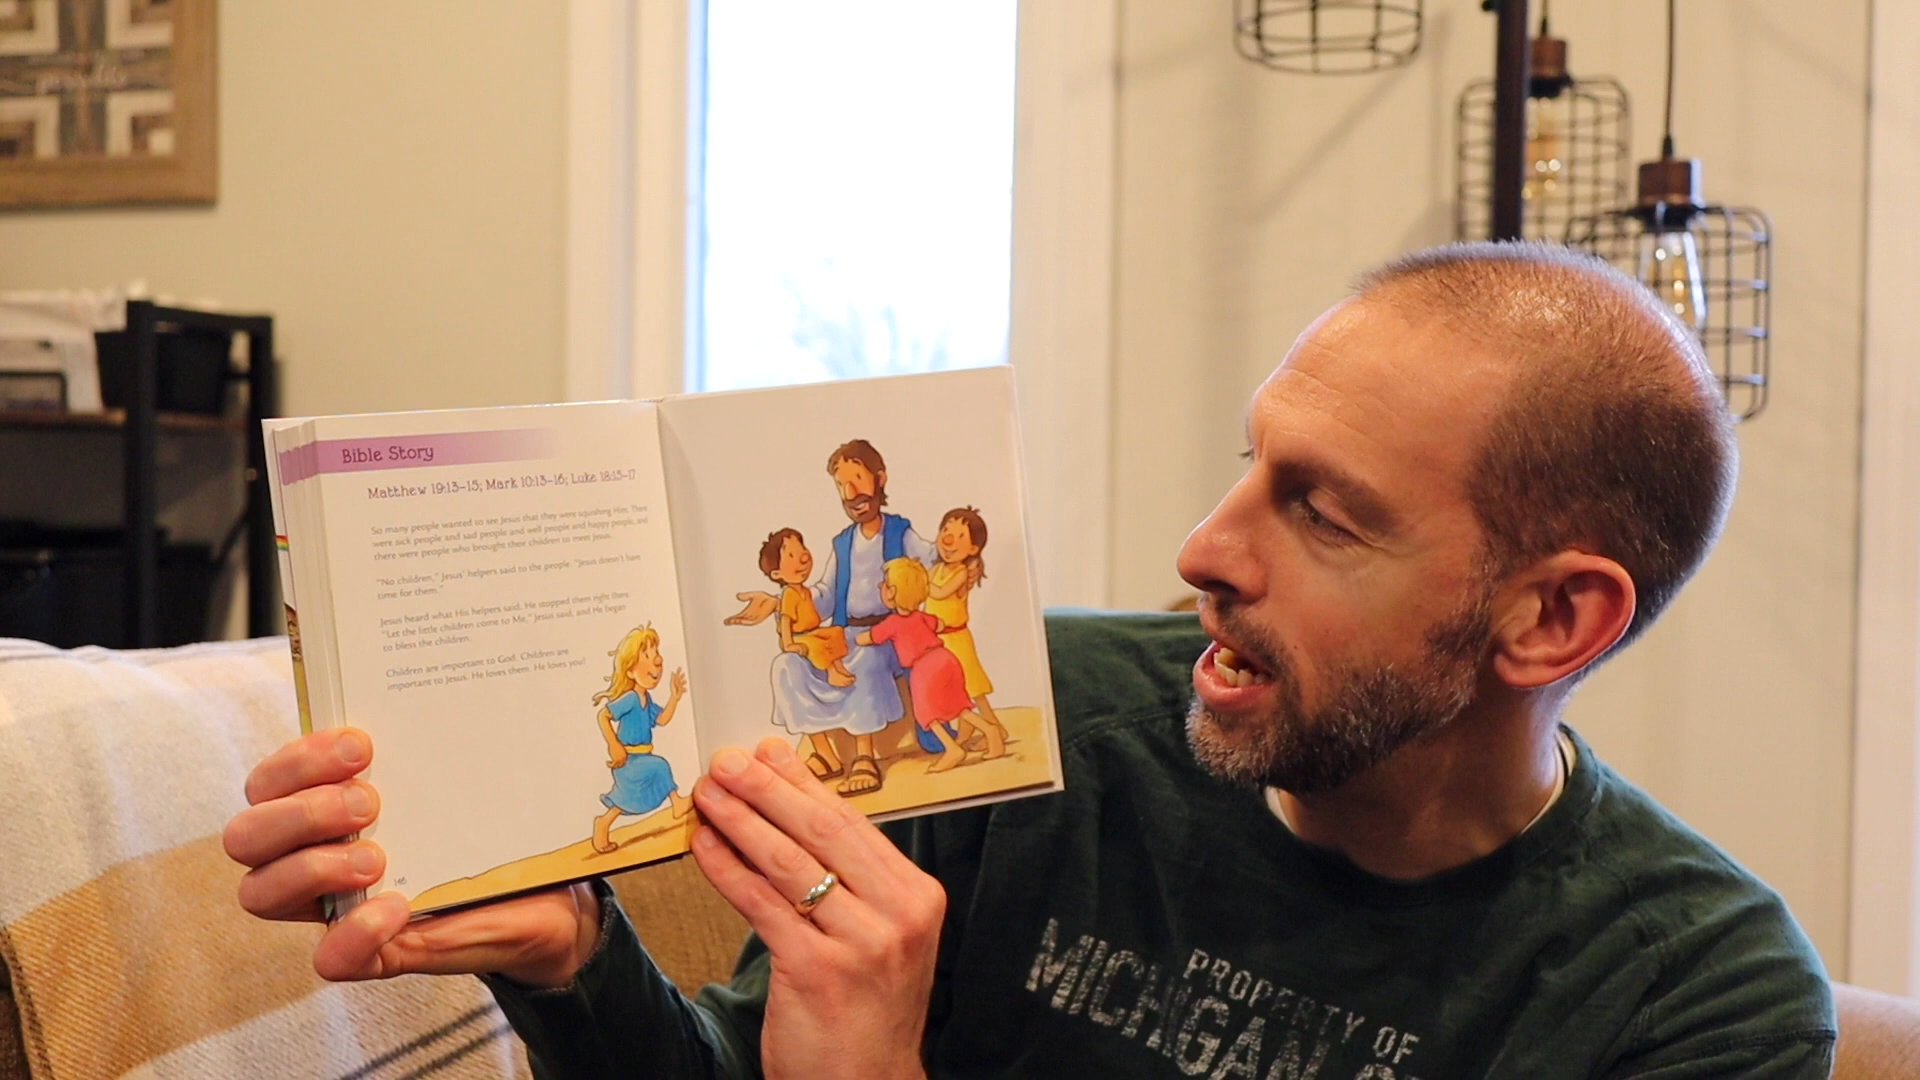 Bible Story
Matthew 19:13–15; Mark 10:13–16; Luke 18:15–17
So many people wanted to see Jesus that they were squashing Him. There
were sick people and sad people and well people and happy people, and
there were people who brought their children to meet Jesus.
"No children," Jesus' helpers said to the people. "Jesus doesn't have
time for them."
Jesus heard what His helpers said. He stopped them right there.
"Let the little children come to Me," Jesus said, and He began
to bless the children.
Children are important to God. Children are
important to Jesus. He loves them. He loves you!
PROPERTY OF
MICHIGAN